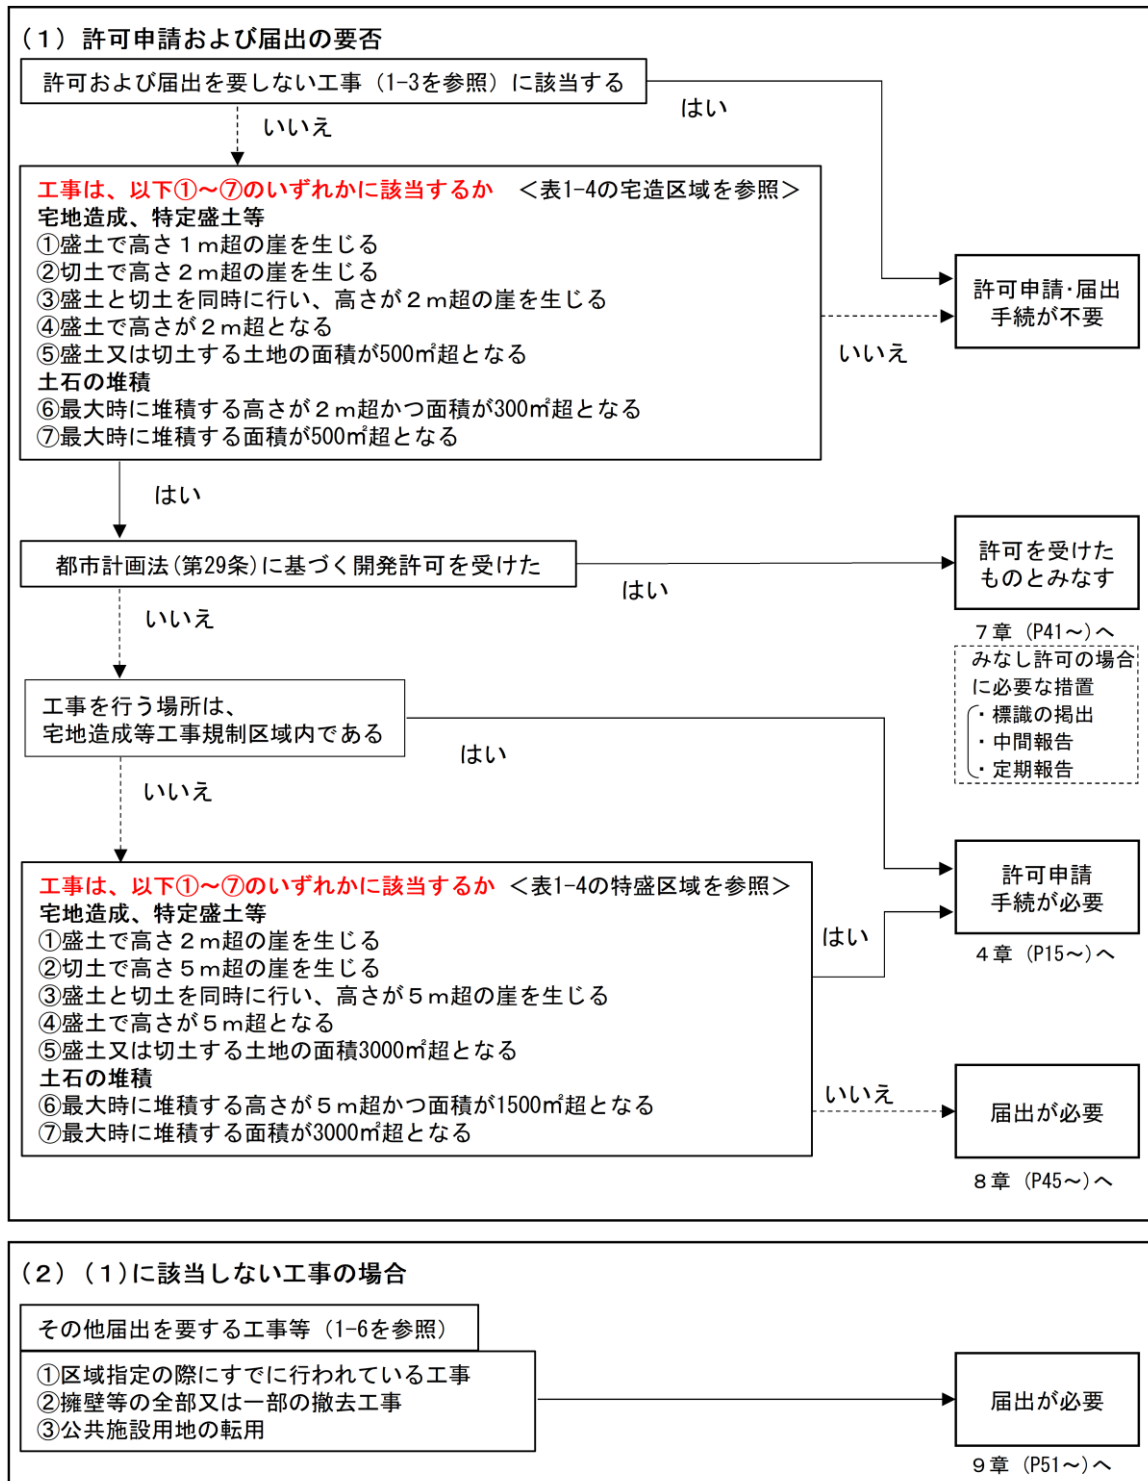 (１) 許可申請および届出の要否
許可および届出を要しない工事（1-3を参照）に該当する
はい
いいえ
工事は、以下①～⑦のいずれかに該当するか ＜表1-4の宅造区域を参照＞
宅地造成、特定盛土等
①盛土で高さ１ｍ超の崖を生じる
②切土で高さ２ｍ超の崖を生じる
③盛土と切土を同時に行い、高さが２ｍ超の崖を生じる
④盛土で高さが２ｍ超となる
⑤盛土又は切土する土地の面積が500㎡超となる
土石の堆積
⑥最大時に堆積する高さが２ｍ超かつ面積が300㎡超となる
⑦最大時に堆積する面積が500㎡超となる
いいえ
許可申請・届出
手続が不要
はい
都市計画法(第29条)に基づく開発許可を受けた
はい
許可を受けた
ものとみなす
７章（P41～)へ
みなし許可の場合
に必要な措置
・標識の掲出
・中間報告
・定期報告
いいえ
工事を行う場所は、
宅地造成等工事規制区域内である
はい
いいえ
工事は、以下①～⑦のいずれかに該当するか ＜表1-4の特盛区域を参照＞
宅地造成、特定盛土等
①盛土で高さ２ｍ超の崖を生じる
②切土で高さ５ｍ超の崖を生じる
③盛土と切土を同時に行い、高さが５ｍ超の崖を生じる
④盛土で高さが５ｍ超となる
⑤盛土又は切土する土地の面積3000㎡超となる
土石の堆積
⑥最大時に堆積する高さが５ｍ超かつ面積が1500㎡超となる
⑦最大時に堆積する面積が3000㎡超となる
はい
許可申請
手続が必要
４章（P15～)へ
いいえ
届出が必要
８章（P45～)へ
(２) (１)に該当しない工事の場合
その他届出を要する工事等（1-6を参照）
①区域指定の際にすでに行われている工事
②擁壁等の全部又は一部の撤去工事
③公共施設用地の転用
届出が必要
９章（P51～)へ